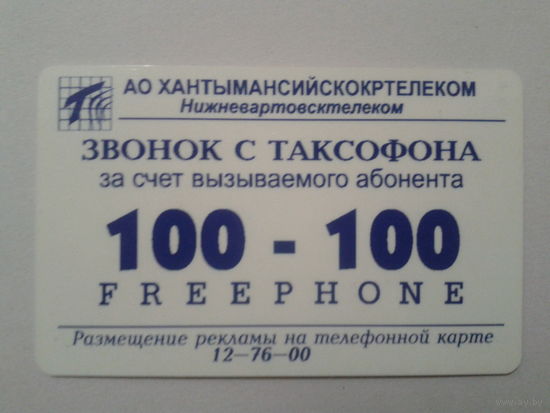 АО ХАНТЫМАНСИЙСКОКРТЕЛЕКОМ
Нижневартовсктелеком
ЗВОНОК С ТАКСОФОНА
за счет вызываемого абонента
100 - 100
FREEPHONE
Размещение рекламы на телефонной карте
12—76—00